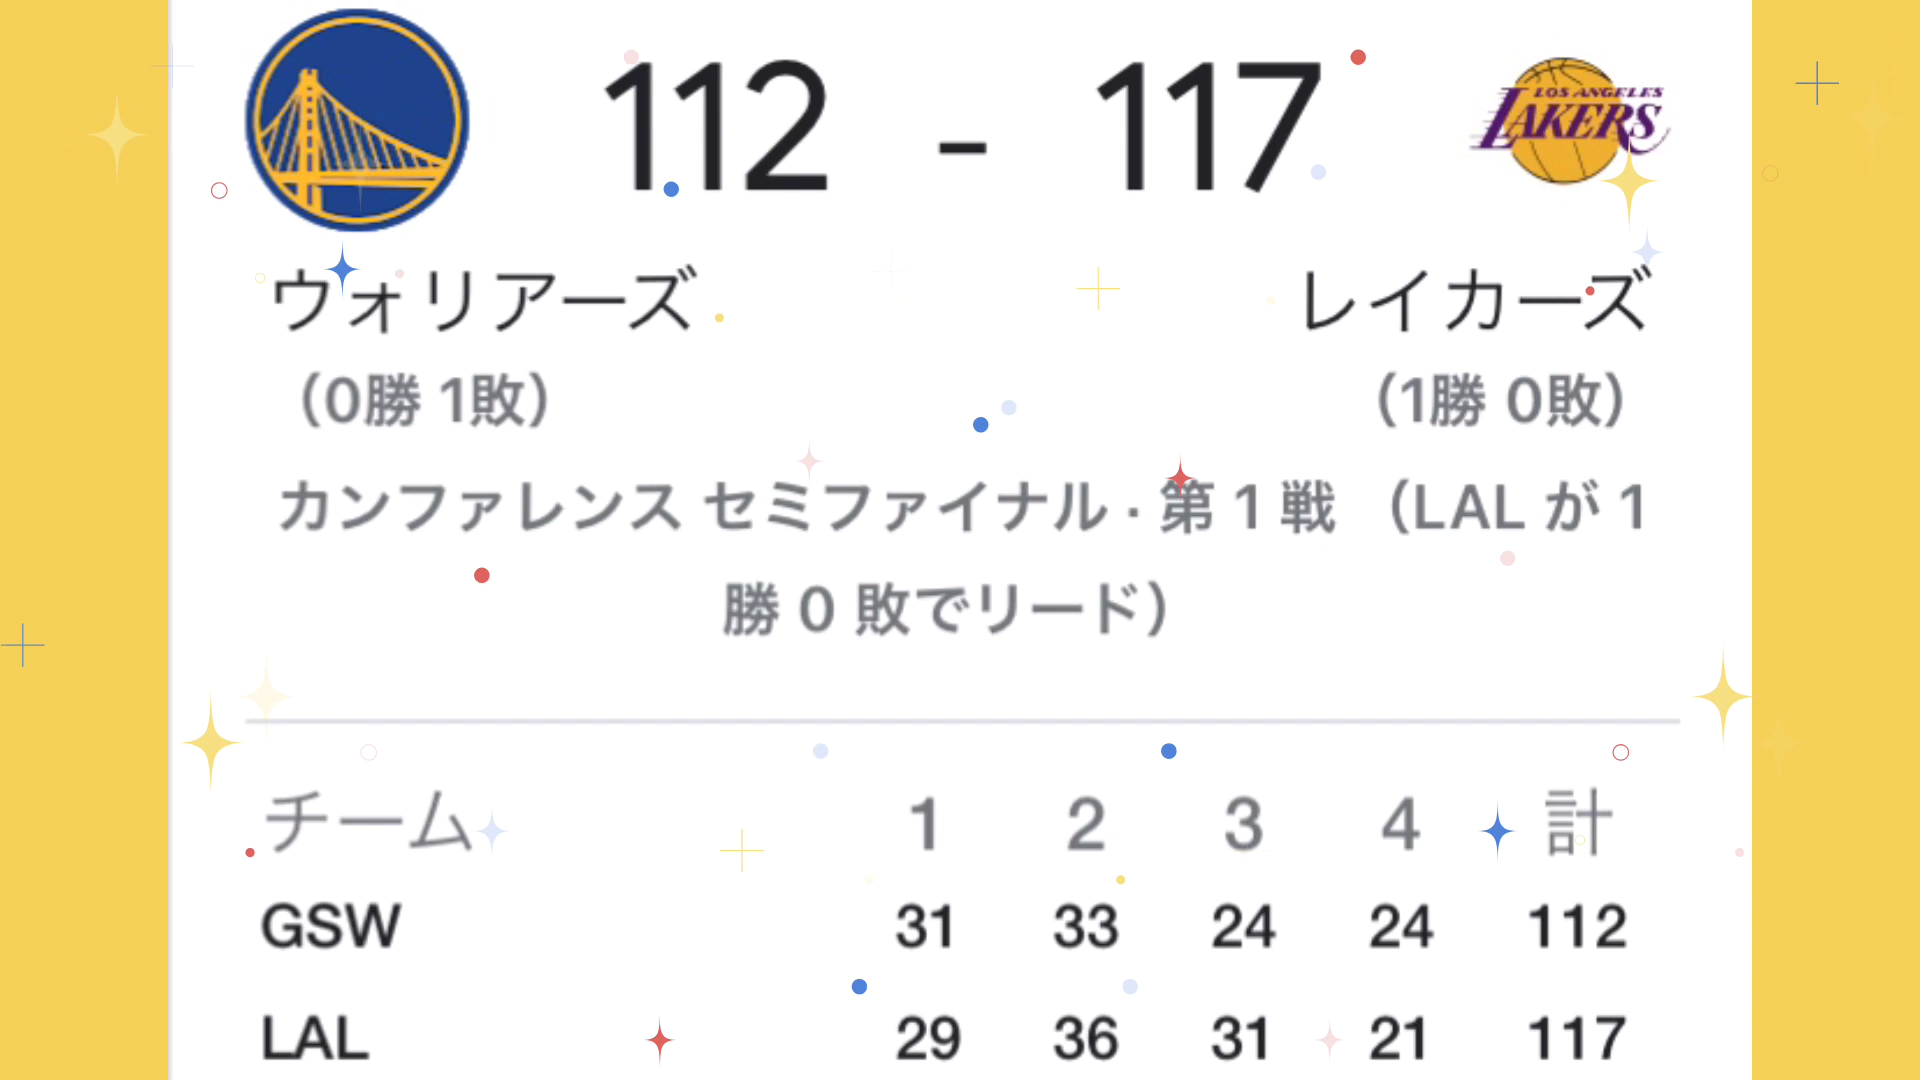 112 - 117
LOS ANGELES
LAKERS
ウォリアーズ レイカーズ
(0勝 1敗) (1勝 0敗)
カンファレンス セミファイナル · 第 1 戦 (LAL が 1
勝 0 敗でリード)
チーム 1 2 3 4 計
GSW 31 33 24 24 112
LAL 29 36 31 21 117